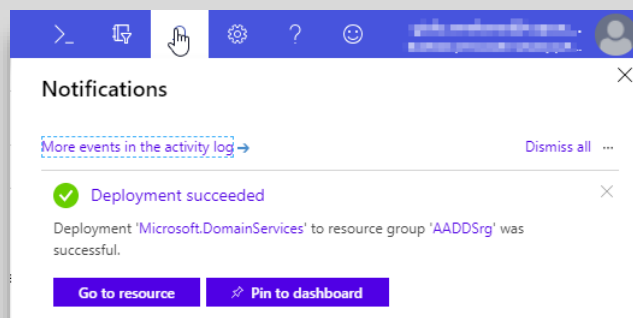 Notifications
More events in the activity log →
Dismiss all ...
Deployment succeeded
Deployment 'Microsoft.DomainServices' to resource group 'AADDSrg' was
successful.
Go to resource
Pin to dashboard